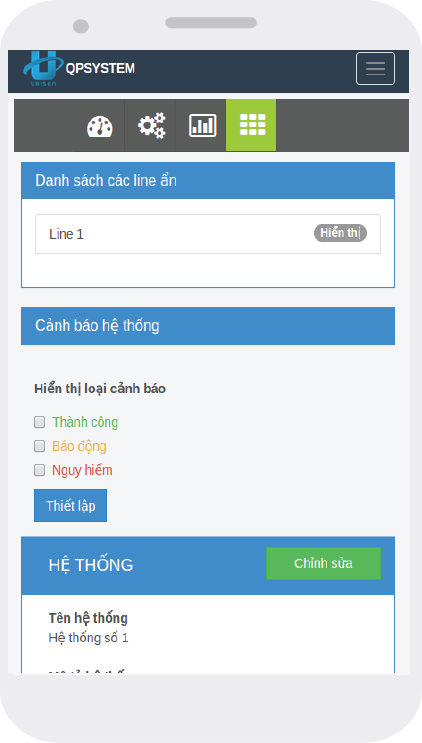 QPSYSTEM
Danh sách các line ẩn
Line 1
Hiển thị
Cảnh báo hệ thống
Hiển thị loại cảnh báo
Thành công
Báo động
Nguy hiểm
Thiết lập
HỆ THỐNG
Chỉnh sửa
Tên hệ thống
Hệ thống số 1